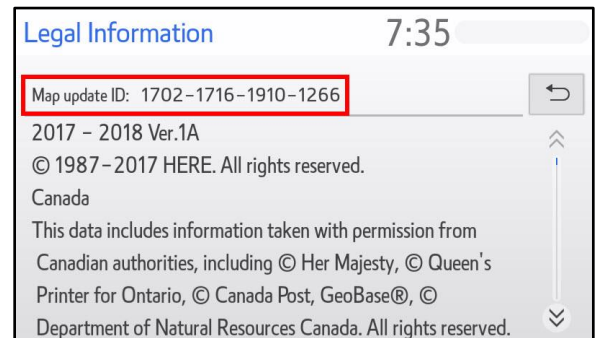 Legal Information 7:35
Map update ID: 1702-1716-1910-1266
2017 - 2018 Ver.1A
© 1987-2017 HERE. All rights reserved.
Canada
This data includes information taken with permission from
Canadian authorities, including © Her Majesty, © Queen's
Printer for Ontario, © Canada Post, GeoBase®, ©
Department of Natural Resources Canada. All rights reserved.